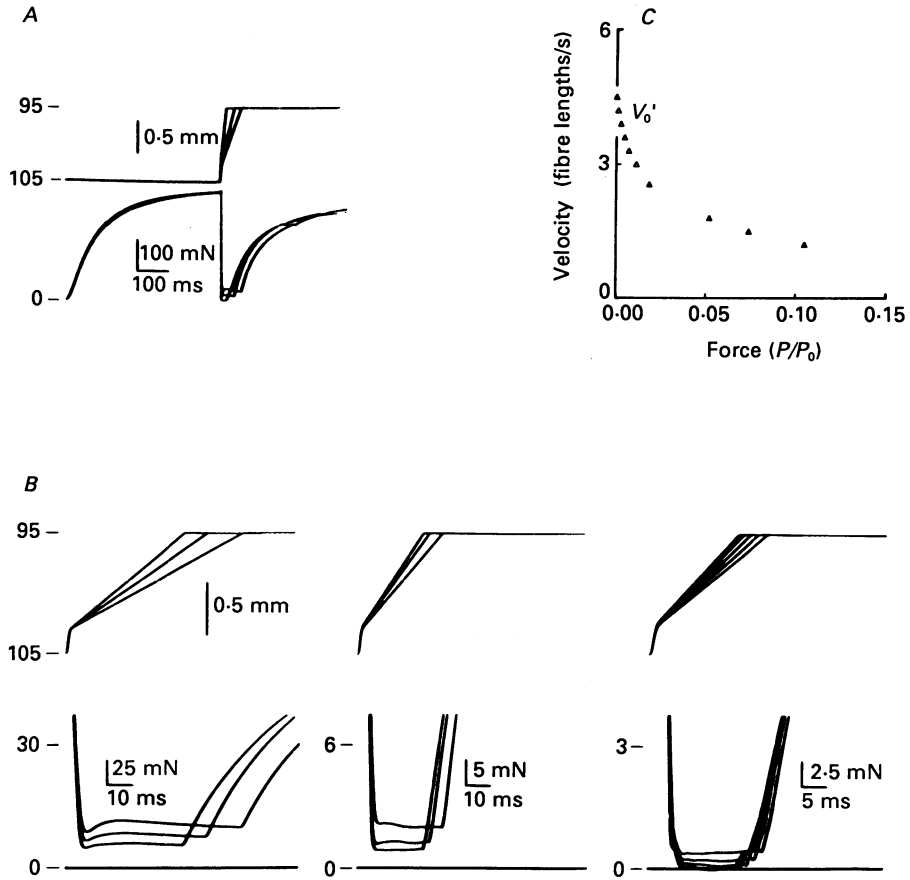 A
95
0·5 mm
105
100 mN
100 ms
0
C
Velocity (fibre lengths/s)
6
V₀'
3
0
0·00 0·05 0·10 0·15
Force (P/P₀)
B
95
0·5 mm
105
30
25 mN
10 ms
0
6
5 mN
10 ms
0
3
2·5 mN
5 ms
0